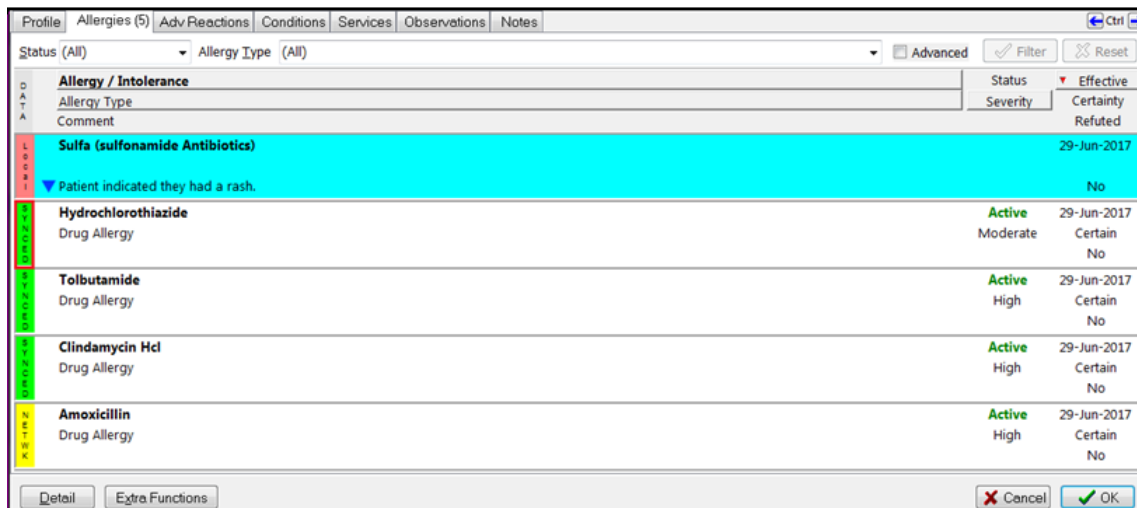 Profile Allergies (5) Adv Reactions Conditions Services Observations Notes Ctrl
Status (All) Allergy Type (All) Advanced Filter Reset
DATA
Allergy / Intolerance Status Effective
Allergy Type Severity Certainty
Comment Refuted
Local
Sulfa (sulfonamide Antibiotics) 29-Jun-2017
Patient indicated they had a rash. No
SYNCED
Hydrochlorothiazide Active 29-Jun-2017
Drug Allergy Moderate Certain
No
SYNCED
Tolbutamide Active 29-Jun-2017
Drug Allergy High Certain
No
SYNCED
Clindamycin Hcl Active 29-Jun-2017
Drug Allergy High Certain
No
NETWK
Amoxicillin Active 29-Jun-2017
Drug Allergy High Certain
No
Detail Extra Functions Cancel OK